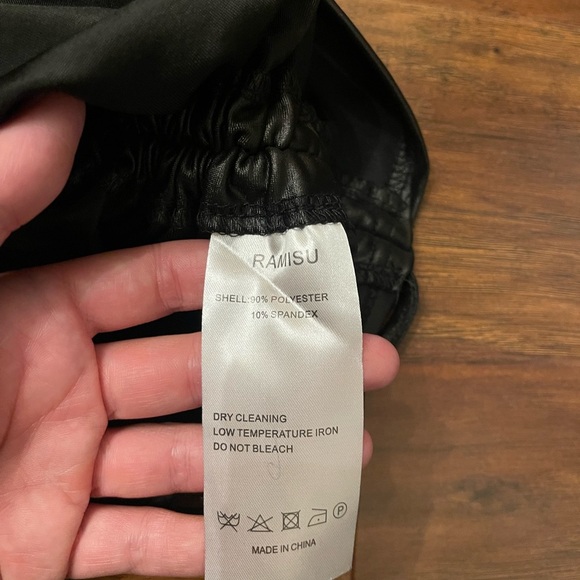 RAMISU
SHELL:90% POLYESTER
10% SPANDEX
DRY CLEANING
LOW TEMPERATURE IRON
DO NOT BLEACH
P
MADE IN CHINA